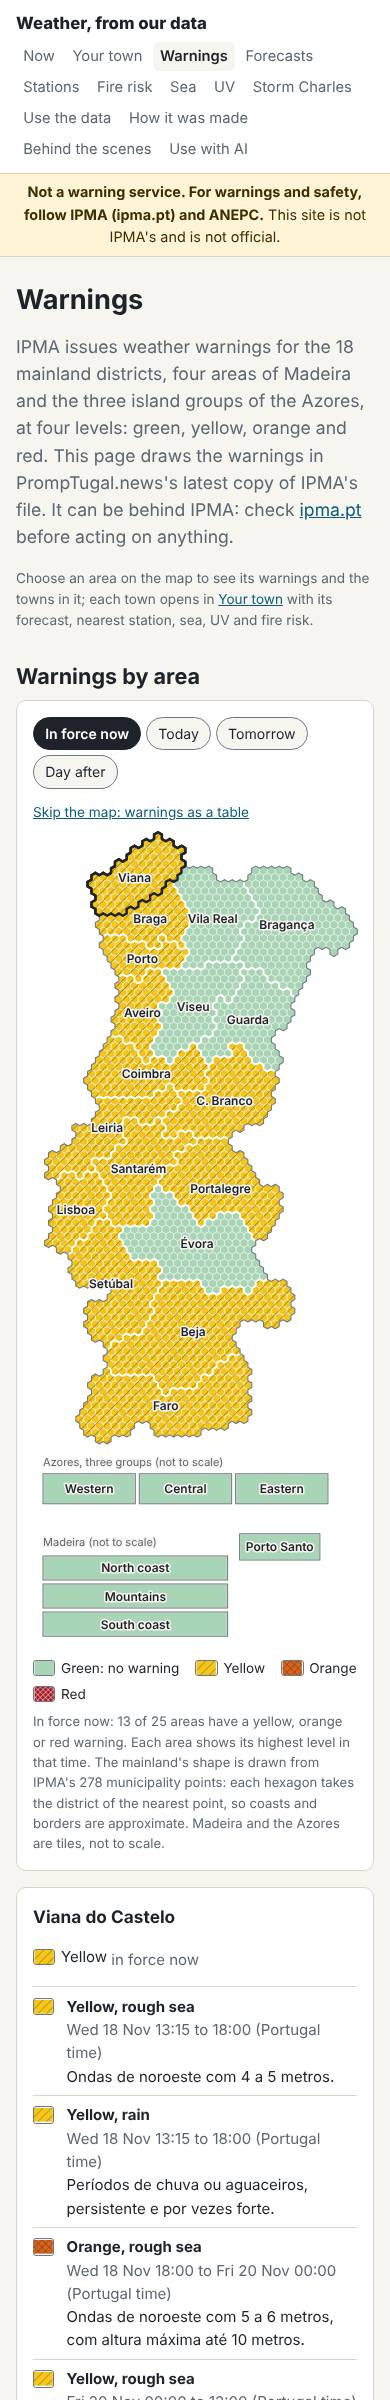 Weather, from our data
Now Your town Warnings Forecasts
Stations Fire risk Sea UV Storm Charles
Use the data How it was made
Behind the scenes Use with AI
Not a warning service. For warnings and safety,
follow IPMA (ipma.pt) and ANEPC. This site is not
IPMA's and is not official.
Warnings
IPMA issues weather warnings for the 18
mainland districts, four areas of Madeira
and the three island groups of the Azores,
at four levels: green, yellow, orange and
red. This page draws the warnings in
PrompTugal.news's latest copy of IPMA's
file. It can be behind IPMA: check ipma.pt
before acting on anything.
Choose an area on the map to see its warnings and the
towns in it; each town opens in Your town with its
forecast, nearest station, sea, UV and fire risk.
Warnings by area
In force now Today Tomorrow
Day after
Skip the map: warnings as a table
Viana
Braga Vila Real Bragança
Porto
Aveiro Viseu Guarda
Coimbra
C. Branco
Leiria
Santarém
Portalegre
Lisboa
Évora
Setúbal
Beja
Faro
Azores, three groups (not to scale)
Western Central Eastern
Madeira (not to scale) Porto Santo
North coast
Mountains
South coast
Green: no warning Yellow Orange
Red
In force now: 13 of 25 areas have a yellow, orange
or red warning. Each area shows its highest level in
that time. The mainland's shape is drawn from
IPMA's 278 municipality points: each hexagon takes
the district of the nearest point, so coasts and
borders are approximate. Madeira and the Azores
are tiles, not to scale.
Viana do Castelo
Yellow in force now
Yellow, rough sea
Wed 18 Nov 13:15 to 18:00 (Portugal
time)
Ondas de noroeste com 4 a 5 metros.
Yellow, rain
Wed 18 Nov 13:15 to 18:00 (Portugal
time)
Períodos de chuva ou aguaceiros,
persistente e por vezes forte.
Orange, rough sea
Wed 18 Nov 18:00 to Fri 20 Nov 00:00
(Portugal time)
Ondas de noroeste com 5 a 6 metros,
com altura máxima até 10 metros.
Yellow, rough sea